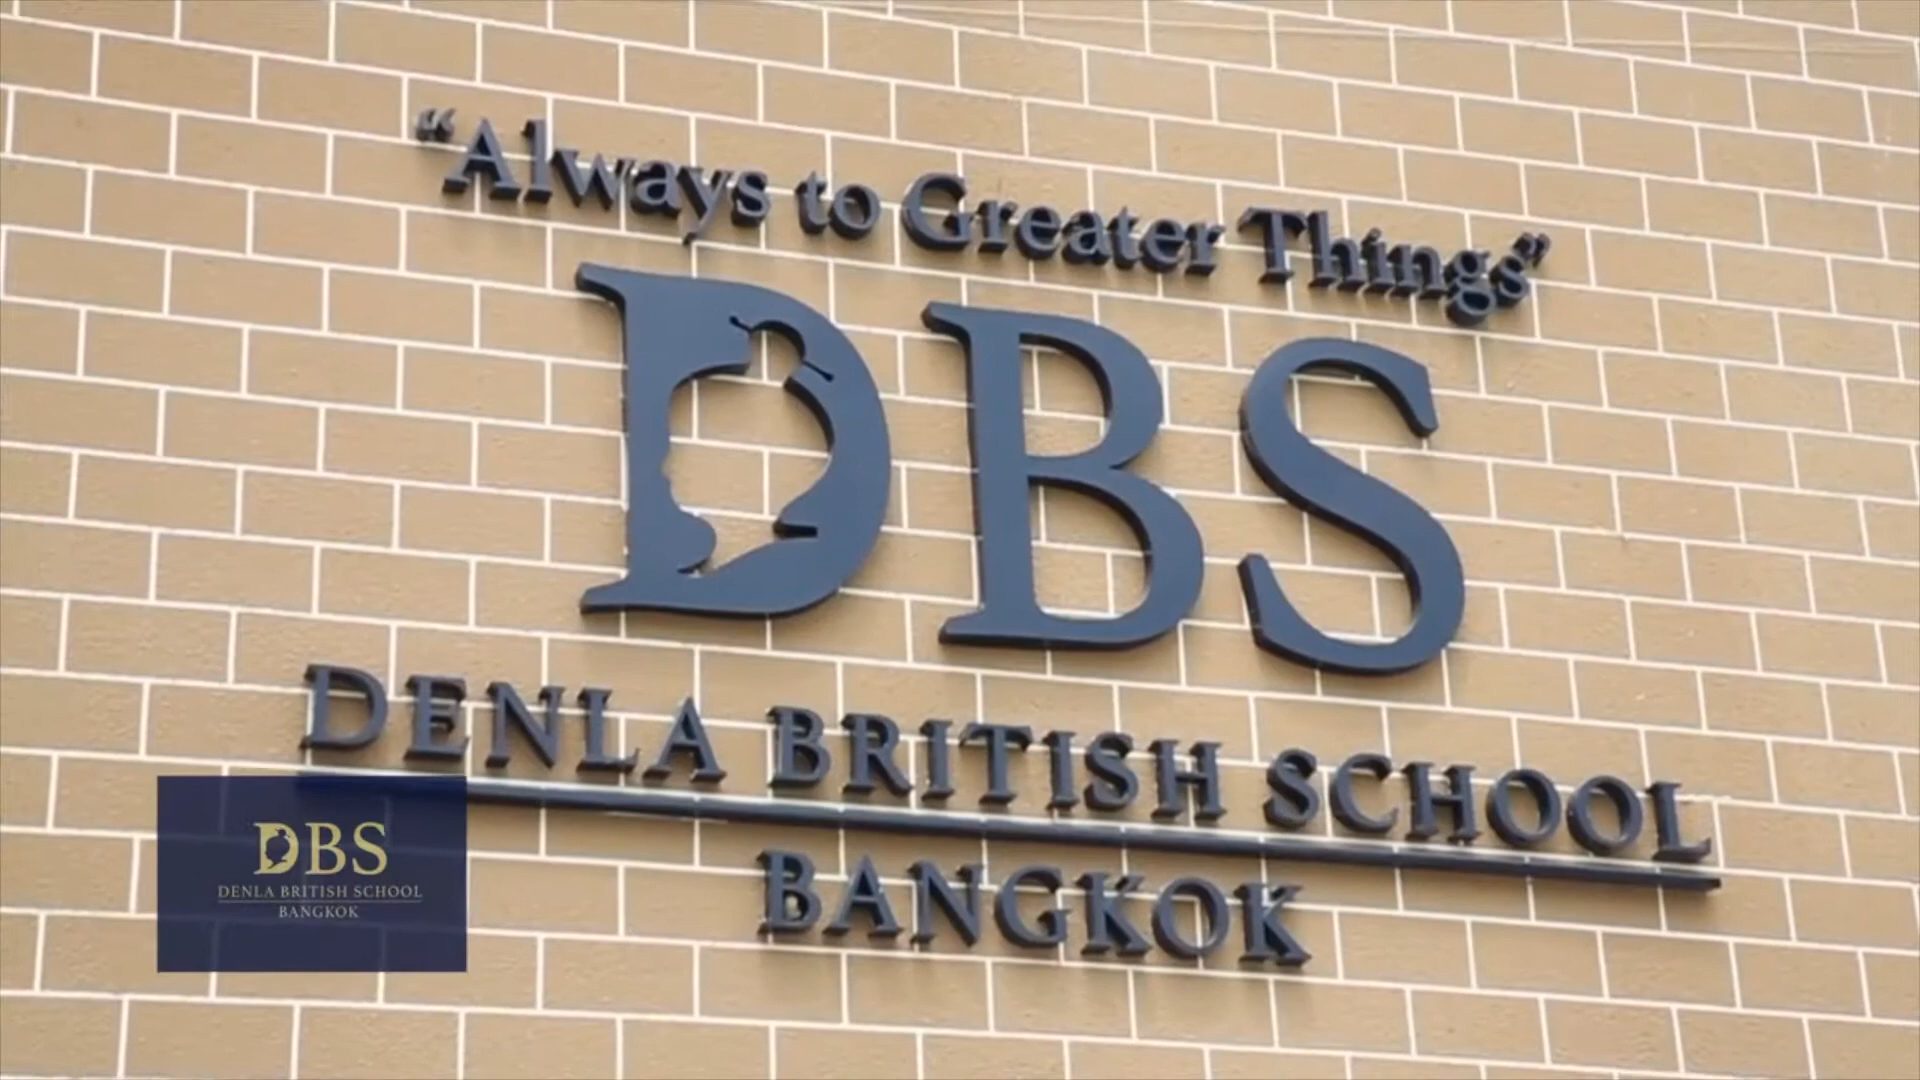 “Always to Greater Things”
DBS
DENLA BRITISH SCHOOL
BANGKOK
DBS
DENLA BRITISH SCHOOL
BANGKOK